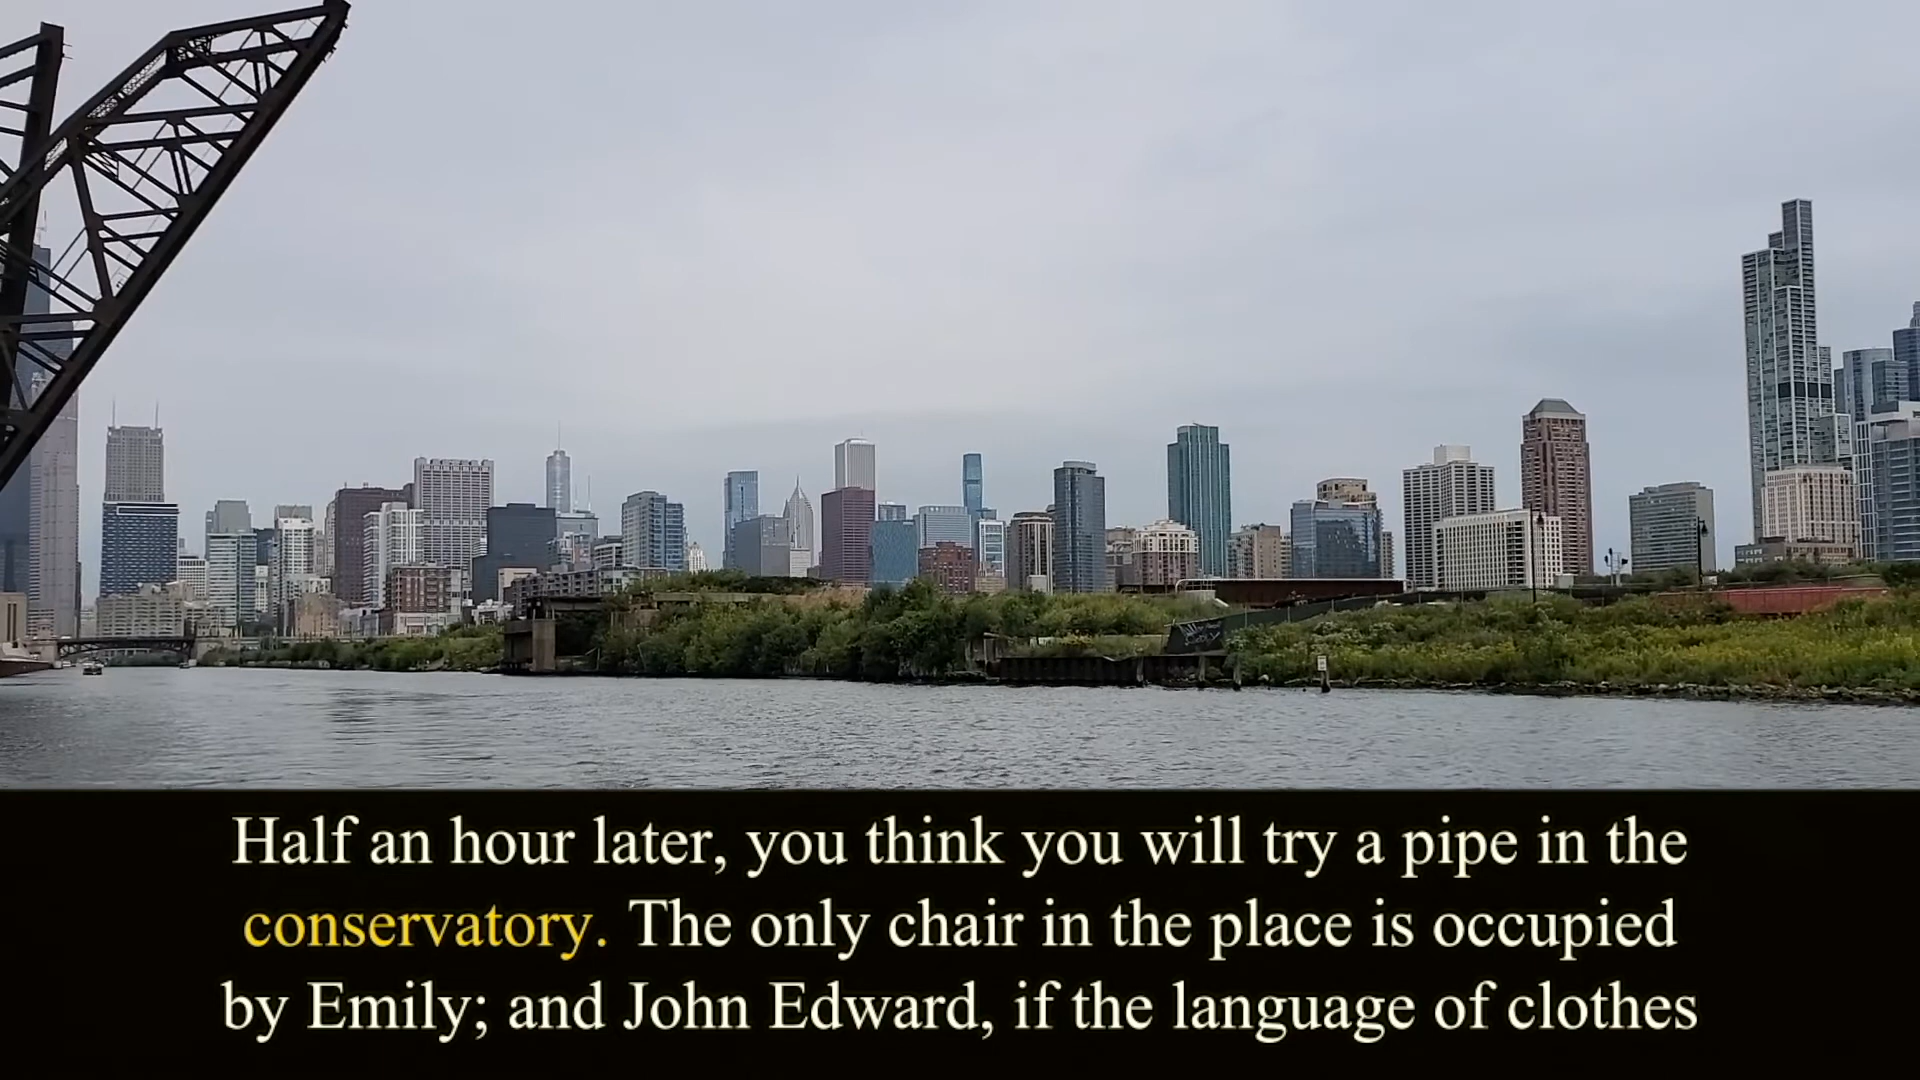 Half an hour later, you think you will try a pipe in the
conservatory. The only chair in the place is occupied
by Emily; and John Edward, if the language of clothes